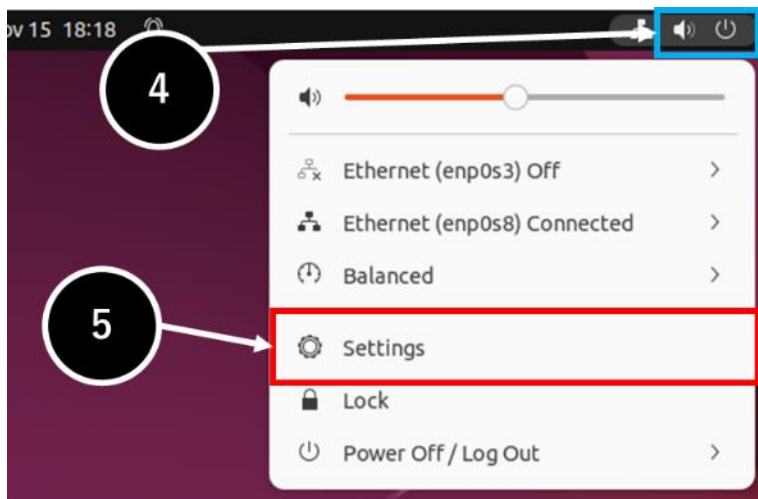 ov 15 18:18
4
Ethernet (enp0s3) Off
Ethernet (enp0s8) Connected
Balanced
5
Settings
Lock
Power Off / Log Out